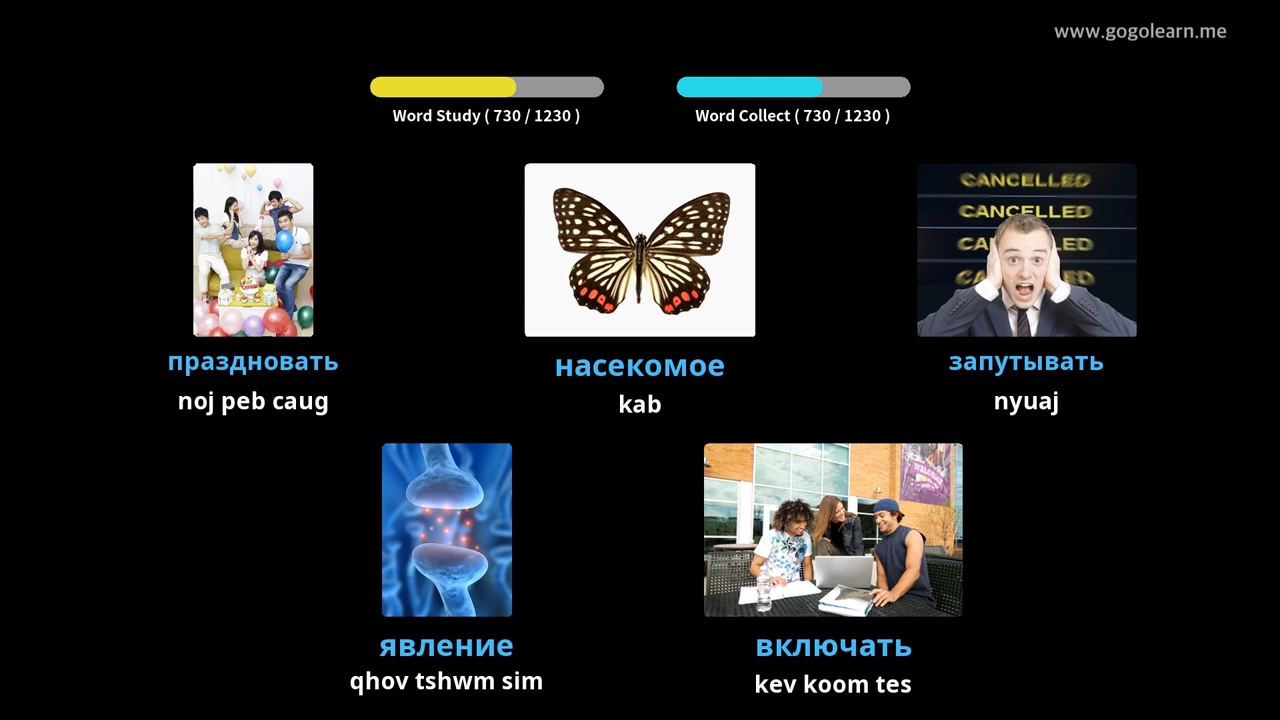 www.gogolearn.me
Word Study ( 730 / 1230 )
Word Collect ( 730 / 1230 )
CANCELLED
CANCELLED
праздновать
noj peb caug
насекомое
kab
запутывать
nyuaj
WELCOME
явление
qhov tshwm sim
включать
kev koom tes